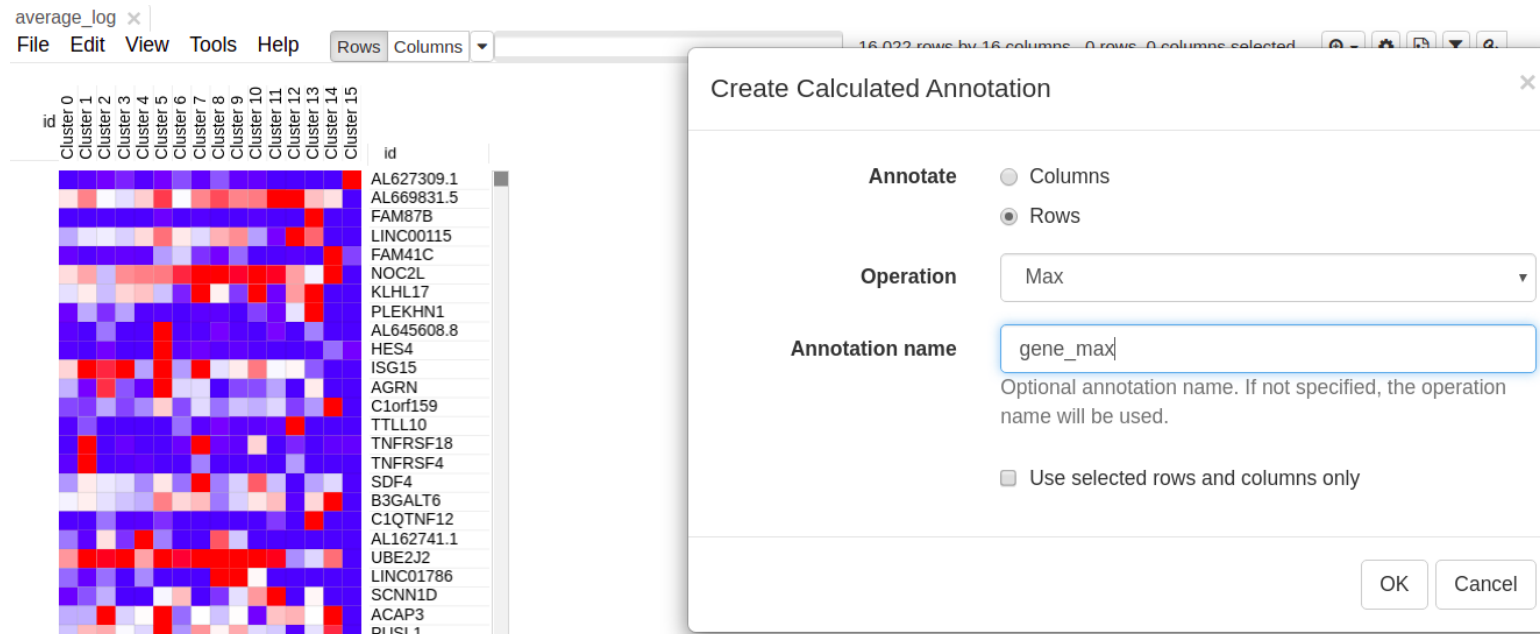 average_log ×
File Edit View Tools Help Rows Columns
16,022 rows by 16 columns 0 rows, 0 columns selected
id
Cluster 0
Cluster 1
Cluster 2
Cluster 3
Cluster 4
Cluster 5
Cluster 6
Cluster 7
Cluster 8
Cluster 9
Cluster 10
Cluster 11
Cluster 12
Cluster 13
Cluster 14
Cluster 15
id
AL627309.1
AL669831.5
FAM87B
LINC00115
FAM41C
NOC2L
KLHL17
PLEKHN1
AL645608.8
HES4
ISG15
AGRN
C1orf159
TTLL10
TNFRSF18
TNFRSF4
SDF4
B3GALT6
C1QTNF12
AL162741.1
UBE2J2
LINC01786
SCNN1D
ACAP3
PUSL1
Create Calculated Annotation ×
Annotate
Columns
Rows
Operation Max
Annotation name gene_max
Optional annotation name. If not specified, the operation
name will be used.
Use selected rows and columns only
OK Cancel